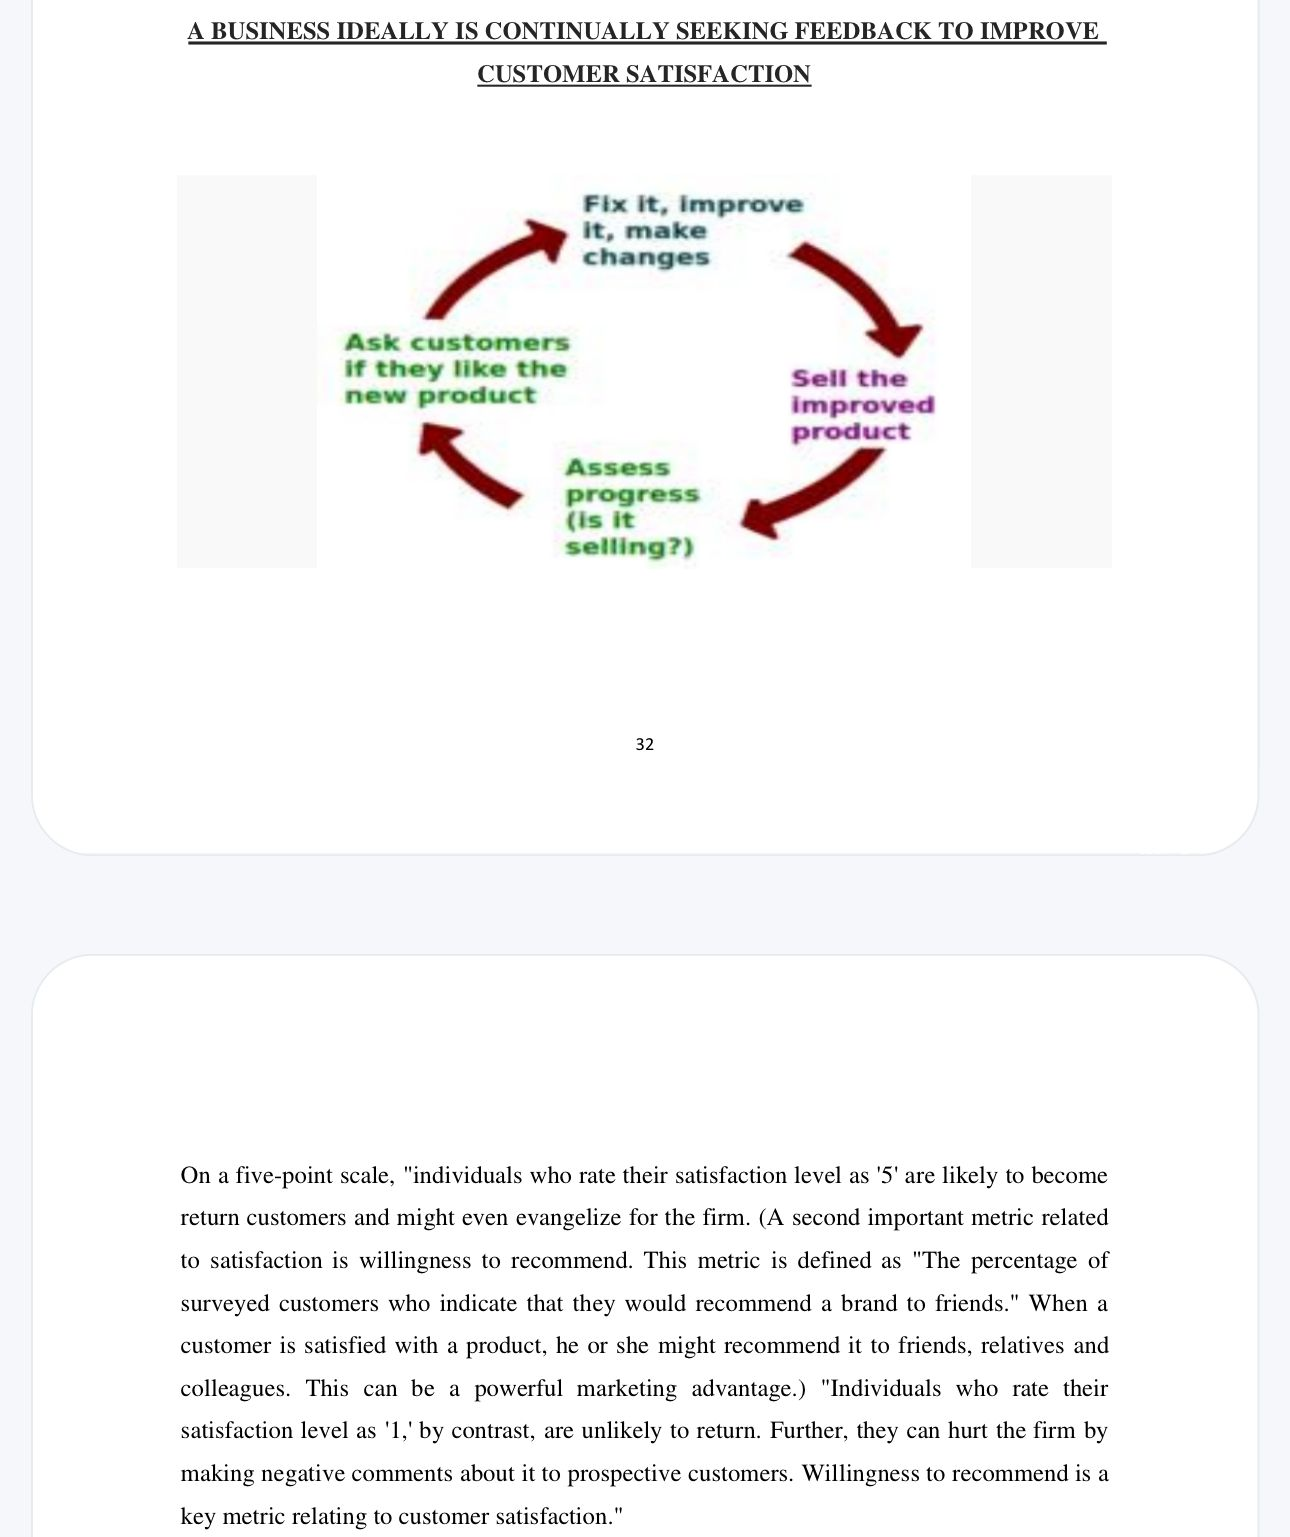 A BUSINESS IDEALLY IS CONTINUALLY SEEKING FEEDBACK TO IMPROVE
CUSTOMER SATISFACTION
Fix it, improve
it, make
changes
Sell the
improved
product
Assess
progress
(is it
selling?)
Ask customers
if they like the
new product
32
On a five-point scale, "individuals who rate their satisfaction level as '5' are likely to become
return customers and might even evangelize for the firm. (A second important metric related
to satisfaction is willingness to recommend. This metric is defined as "The percentage of
surveyed customers who indicate that they would recommend a brand to friends." When a
customer is satisfied with a product, he or she might recommend it to friends, relatives and
colleagues. This can be a powerful marketing advantage.) "Individuals who rate their
satisfaction level as '1,' by contrast, are unlikely to return. Further, they can hurt the firm by
making negative comments about it to prospective customers. Willingness to recommend is a
key metric relating to customer satisfaction."